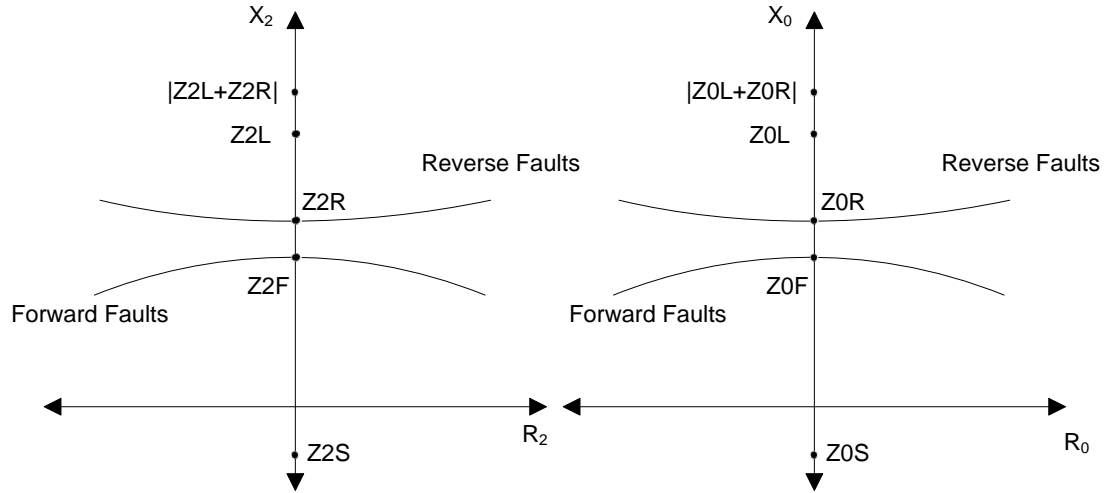 X2 X0
|Z2L+Z2R| |Z0L+Z0R|
Z2L Z0L
Reverse Faults Reverse Faults
Z2R Z0R
Z2F Z0F
Forward Faults Forward Faults
R2 R0
Z2S Z0S